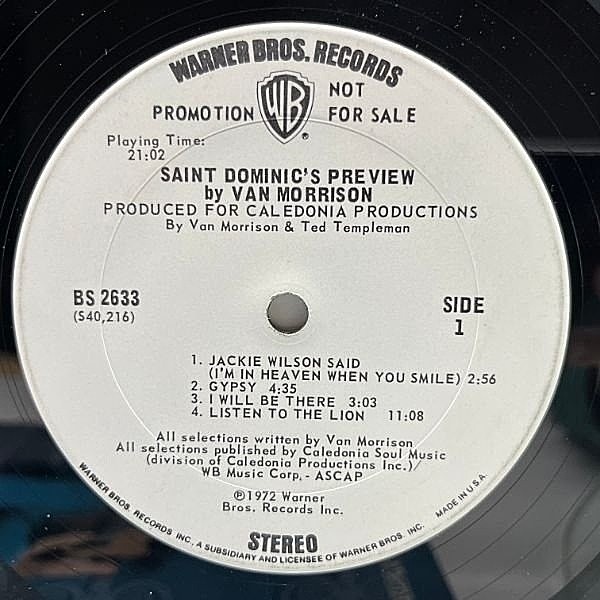 WARNER BROS. RECORDS
PROMOTION NOT FOR SALE
WB
®
Playing Time:
21:02
SAINT DOMINIC'S PREVIEW
by VAN MORRISON
PRODUCED FOR CALEDONIA PRODUCTIONS
By Van Morrison & Ted Templeman
BS 2633
(S40,216)
SIDE
1
1. JACKIE WILSON SAID
(I'M IN HEAVEN WHEN YOU SMILE) 2:56
2. GYPSY 4:35
3. I WILL BE THERE 3:03
4. LISTEN TO THE LION 11:08
All selections written by Van Morrison
All selections published by Caledonia Soul Music
(division of Caledonia Productions Inc.)/
WB Music Corp. - ASCAP
℗1972 Warner
Bros. Records Inc.
STEREO
WARNER BROS. RECORDS INC., A SUBSIDIARY AND LICENSEE OF WARNER BROS. INC. MADE IN U.S.A.